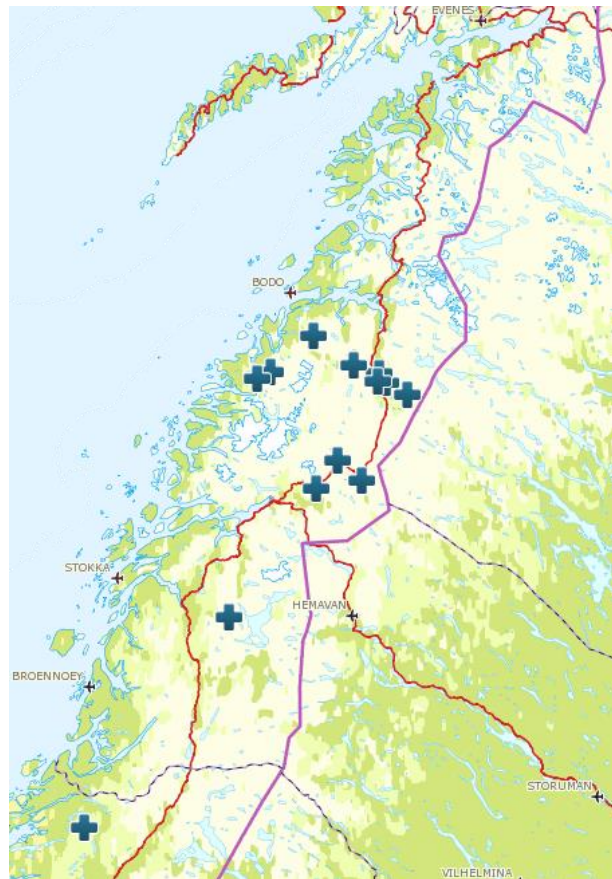 EVENES
BODO
STOKKA
HEMAVAN
BROENNOEY
STORUMAN
VILHELMINA